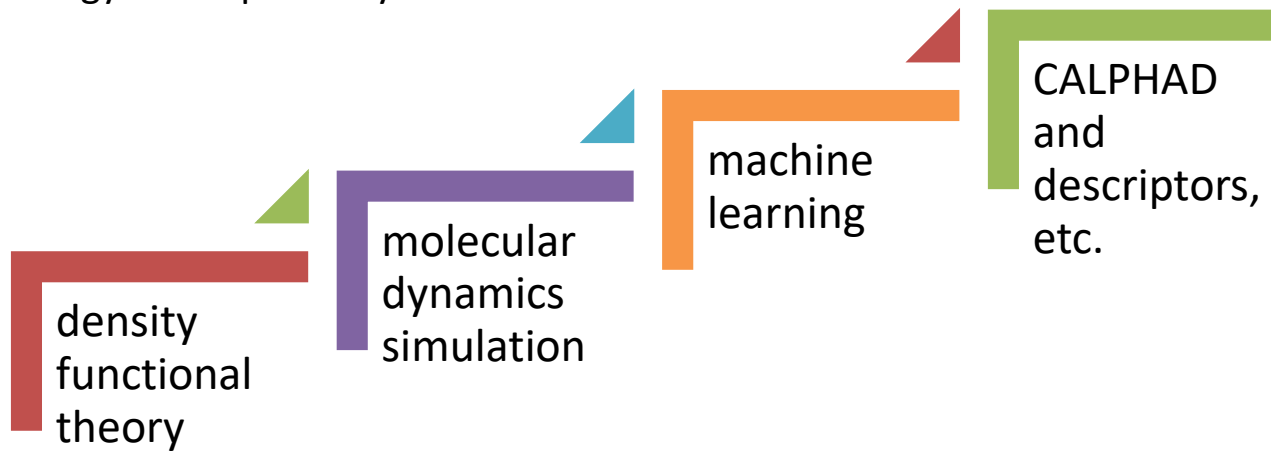 density
functional
theory
molecular
dynamics
simulation
machine
learning
CALPHAD
and
descriptors,
etc.